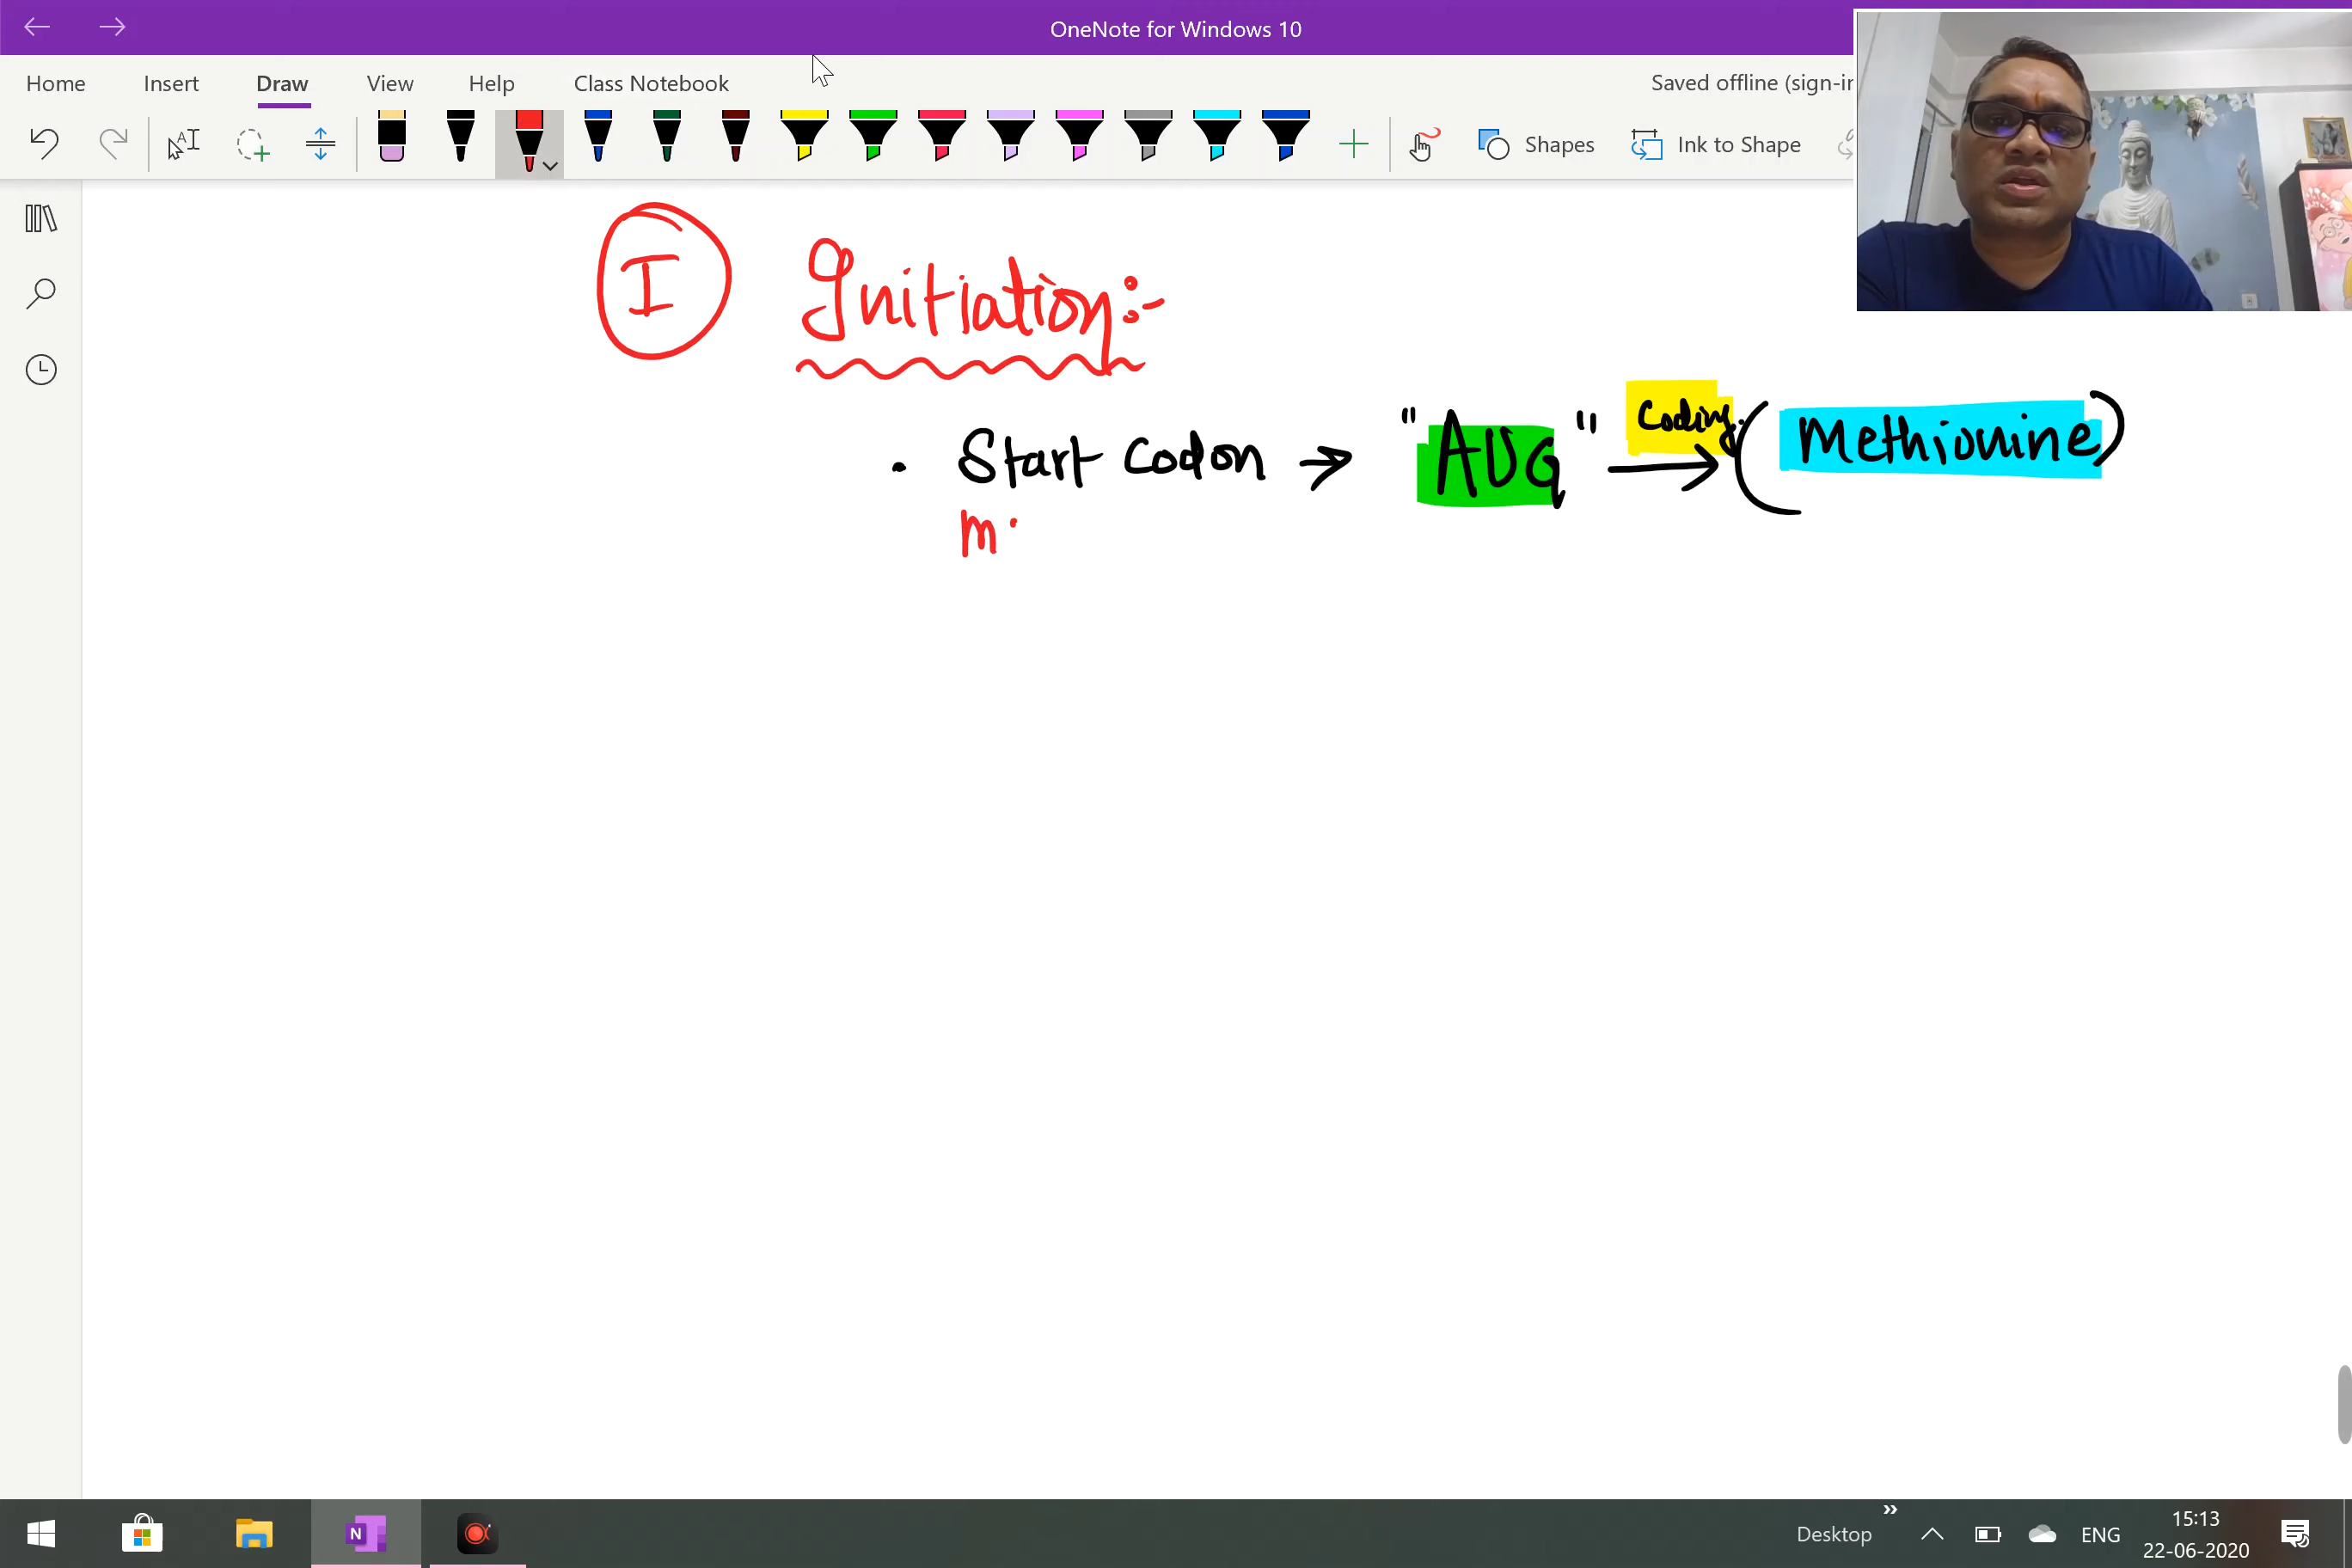 OneNote for Windows 10
Home Insert Draw View Help Class Notebook Saved offline (sign-in
Shapes Ink to Shape
I Initiation:-
• Start Codon → "AUG" Coding → (Methionine)
m
Desktop ENG 15:13
22-06-2020